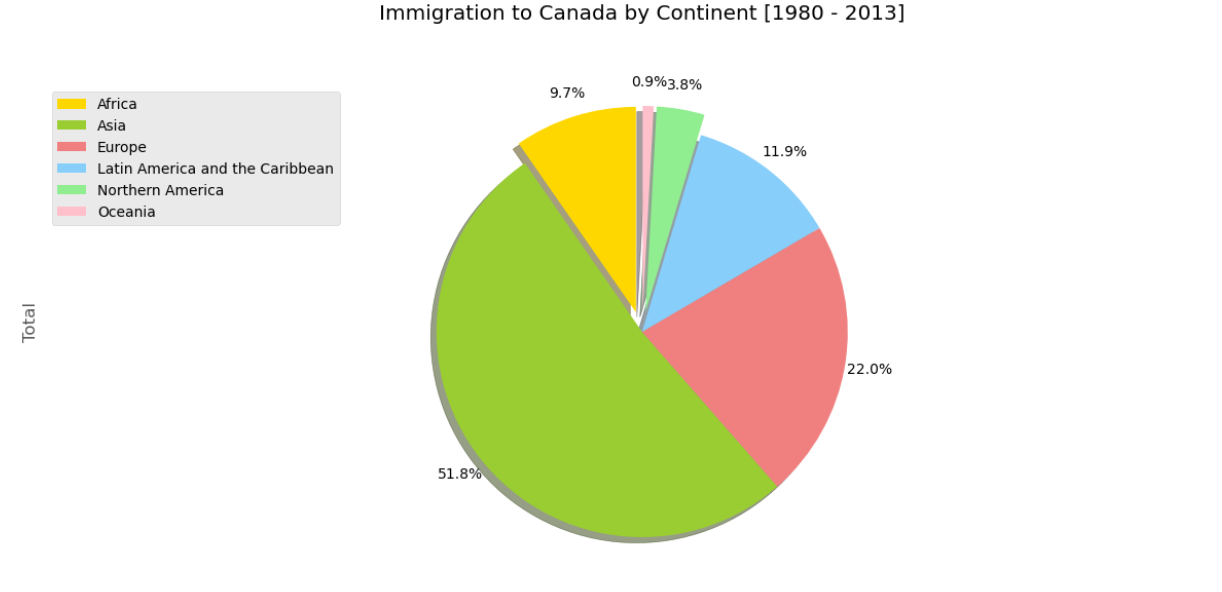 Immigration to Canada by Continent [1980 - 2013]
Africa
Asia
Europe
Latin America and the Caribbean
Northern America
Oceania
Total
9.7%
0.9%
3.8%
11.9%
22.0%
51.8%